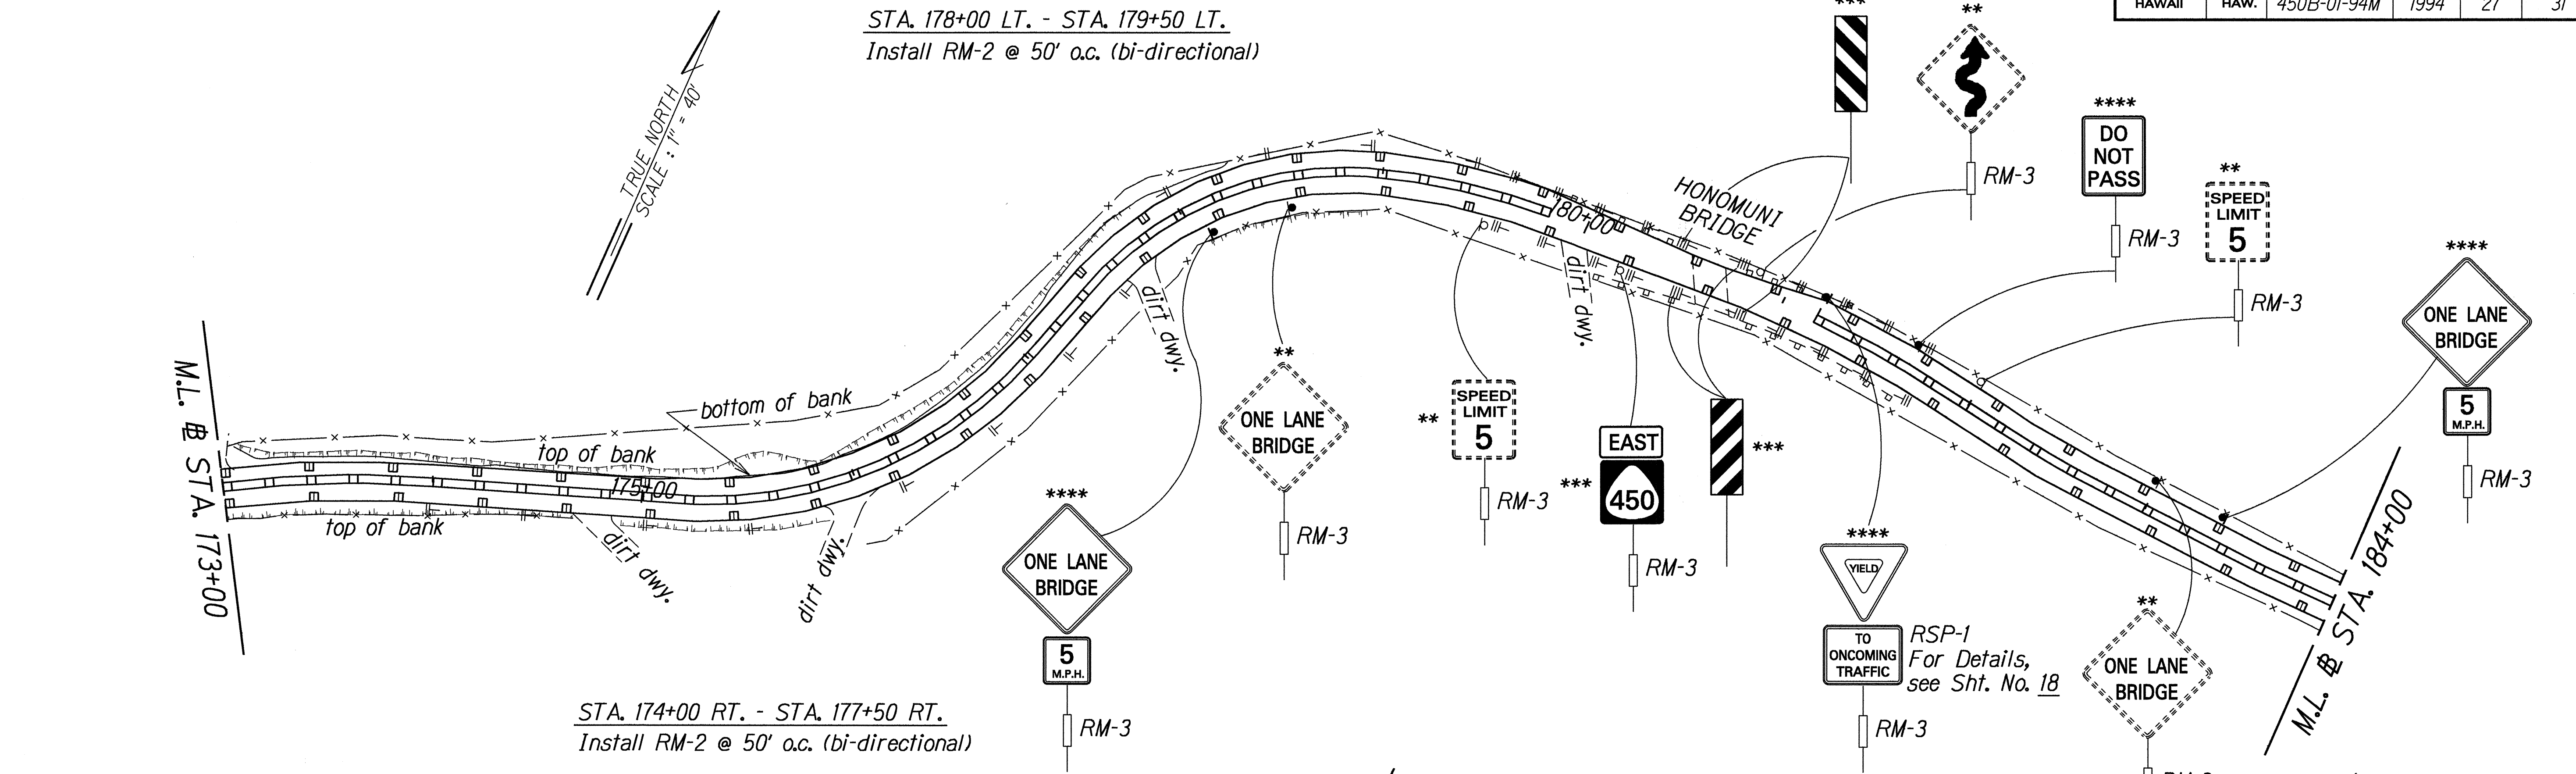 STA. 178+00 LT. - STA. 179+50 LT.
Install RM-2 @ 50' o.c. (bi-directional)
HAWAII HAW. 450B-01-94M 1994 27 31
TRUE NORTH
SCALE : 1" = 40'
***
**
RM-3
****
DO
NOT
PASS
RM-3
**
SPEED
LIMIT
5
RM-3
****
ONE LANE
BRIDGE
5
M.P.H.
RM-3
HONOMUNI
BRIDGE
180+00
dirt dwy.
dirt dwy.
M.L. B STA. 173+00
bottom of bank
top of bank
175+00
top of bank
dirt dwy.
dirt dwy.
****
ONE LANE
BRIDGE
5
M.P.H.
RM-3
**
ONE LANE
BRIDGE
RM-3
**
SPEED
LIMIT
5
RM-3
***
EAST
450
RM-3
***
****
YIELD
TO
ONCOMING
TRAFFIC
RSP-1
For Details,
see Sht. No. 18
RM-3
**
ONE LANE
BRIDGE
M.L. B STA. 184+00
STA. 174+00 RT. - STA. 177+50 RT.
Install RM-2 @ 50' o.c. (bi-directional)